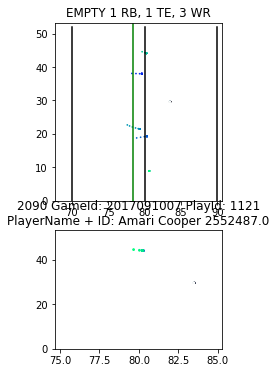 EMPTY 1 RB, 1 TE, 3 WR
50
40
30
20
10
0
70 75 80 85 90
2090 GameId: 2017091007 PlayId: 1121
PlayerName + ID: Amari Cooper 2552487.0
40
20
0
75.0 77.5 80.0 82.5 85.0